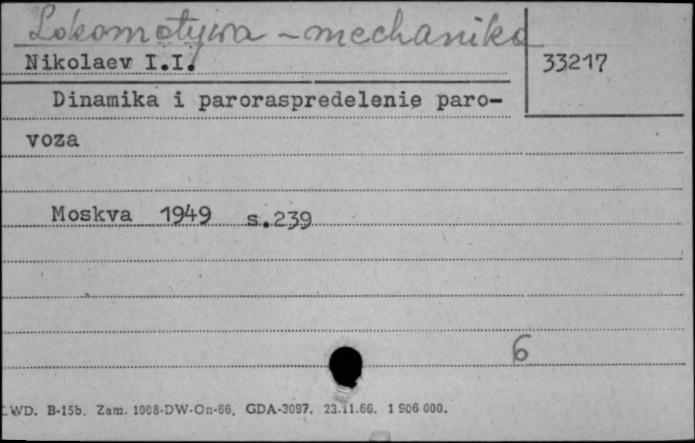 Lokomotywa - mechanika
Nikolaev I.I.
33217
Dinamika i paroraspredelenie paro-
voza
Moskva 1949 s.239
6
LWD. B-15b. Zam. 1008-DW-On-66. GDA-3097. 23.11.66. 1 906 000.